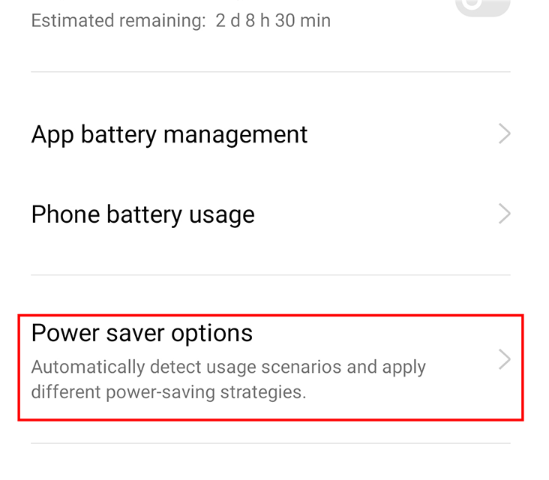 Estimated remaining: 2 d 8 h 30 min
App battery management
Phone battery usage
Power saver options
Automatically detect usage scenarios and apply
different power-saving strategies.